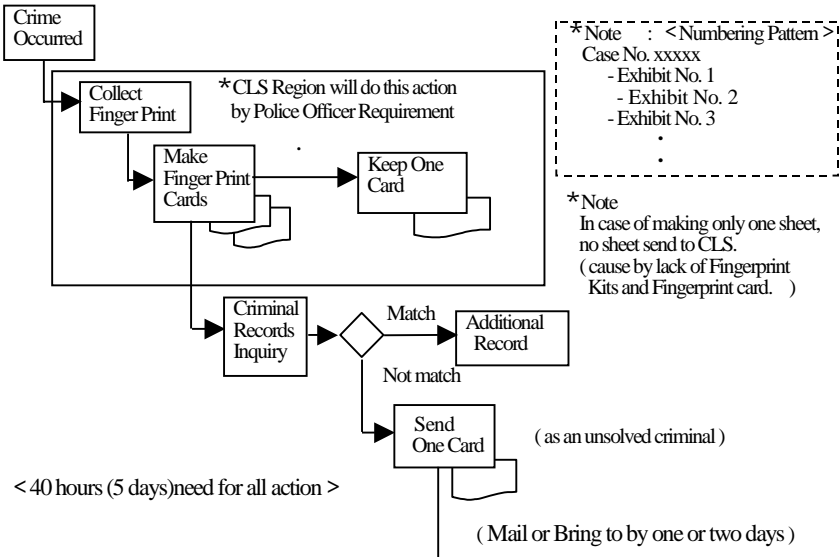 Crime
Occurred
*Note : <Numbering Pattern>
Case No. xxxxx
- Exhibit No. 1
- Exhibit No. 2
- Exhibit No. 3
.
.
Collect
Finger Print
*CLS Region will do this action
by Police Officer Requirement
.
Make
Finger Print
Cards
Keep One
Card
*Note
In case of making only one sheet,
no sheet send to CLS.
( cause by lack of Fingerprint
Kits and Fingerprint card. )
Criminal
Records
Inquiry
Match
Additional
Record
Not match
Send
One Card
( as an unsolved criminal )
< 40 hours (5 days)need for all action >
( Mail or Bring to by one or two days )